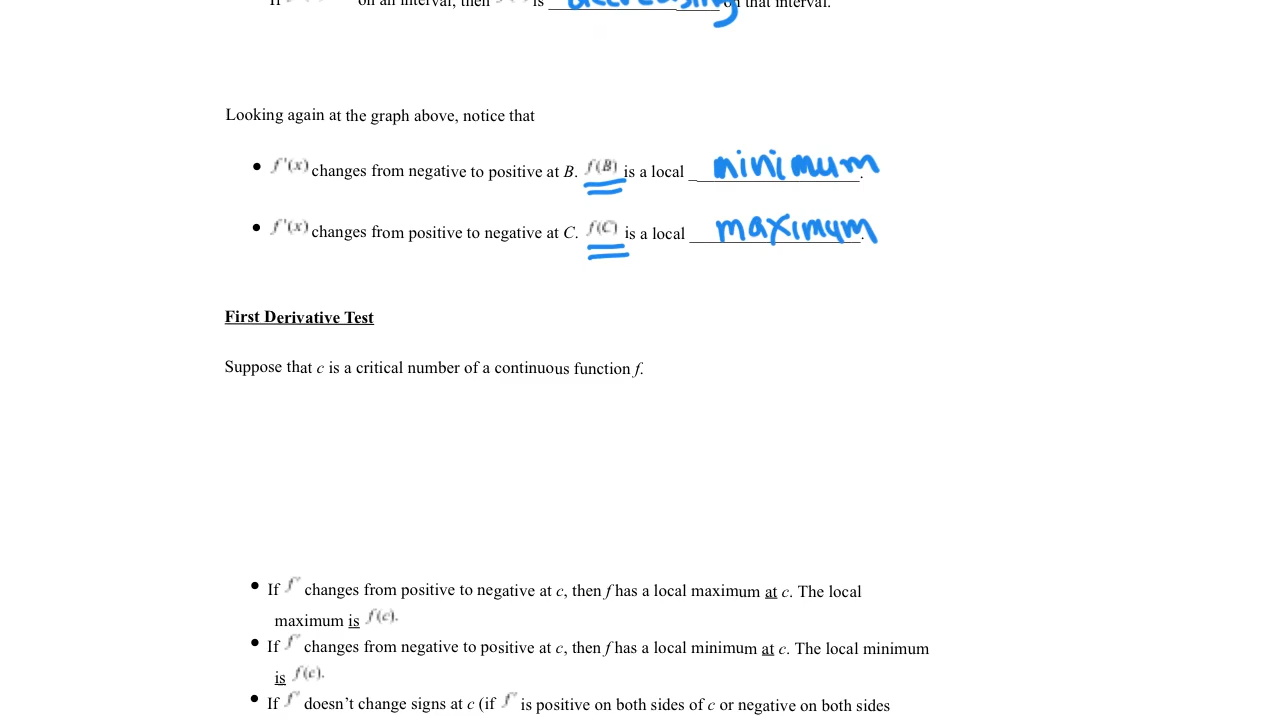 on an interval, then is decreasing on that interval.
Looking again at the graph above, notice that
• f'(x) changes from negative to positive at B. f(B) is a local minimum.
• f'(x) changes from positive to negative at C. f(C) is a local maximum.
First Derivative Test
Suppose that c is a critical number of a continuous function f.
• If f' changes from positive to negative at c, then f has a local maximum at c. The local
maximum is f(c).
• If f' changes from negative to positive at c, then f has a local minimum at c. The local minimum
is f(c).
• If f' doesn’t change signs at c (if f' is positive on both sides of c or negative on both sides